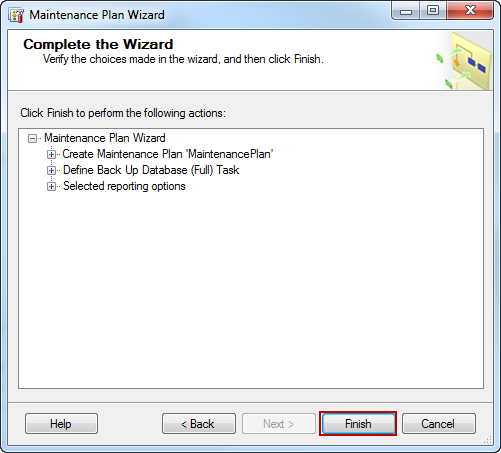 Maintenance Plan Wizard
Complete the Wizard
Verify the choices made in the wizard, and then click Finish.
Click Finish to perform the following actions:
Maintenance Plan Wizard
Create Maintenance Plan 'MaintenancePlan'
Define Back Up Database (Full) Task
Selected reporting options
Help
< Back
Next >
Finish
Cancel